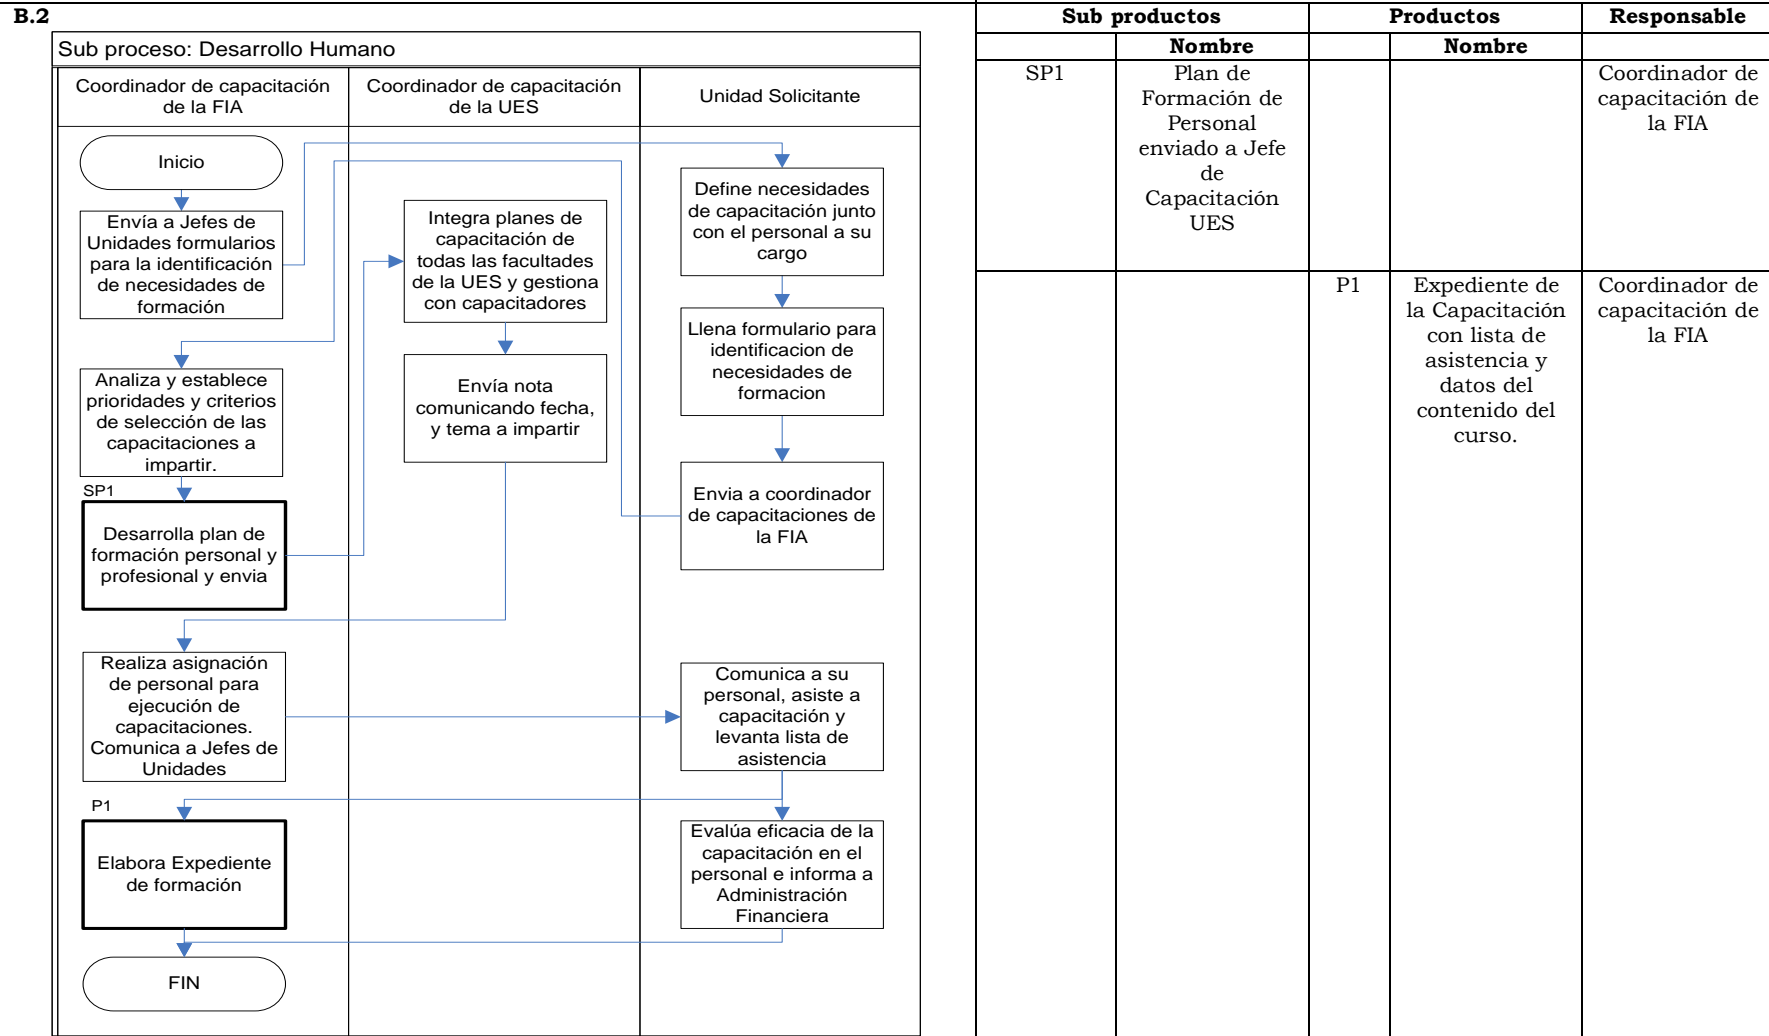 B.2
Sub proceso: Desarrollo Humano
Coordinador de capacitación
de la FIA
Coordinador de capacitación
de la UES
Unidad Solicitante
Inicio
Envía a Jefes de
Unidades formularios
para la identificación
de necesidades de
formación
Analiza y establece
prioridades y criterios
de selección de las
capacitaciones a
impartir.
SP1
Desarrolla plan de
formación personal y
profesional y envia
Realiza asignación
de personal para
ejecución de
capacitaciones.
Comunica a Jefes de
Unidades
P1
Elabora Expediente
de formación
FIN
Integra planes de
capacitación de
todas las facultades
de la UES y gestiona
con capacitadores
Envía nota
comunicando fecha,
y tema a impartir
Define necesidades
de capacitación junto
con el personal a su
cargo
Llena formulario para
identificacion de
necesidades de
formacion
Envia a coordinador
de capacitaciones de
la FIA
Comunica a su
personal, asiste a
capacitación y
levanta lista de
asistencia
Evalúa eficacia de la
capacitación en el
personal e informa a
Administración
Financiera
Sub productos
Productos
Responsable
Nombre
Nombre
SP1
Plan de
Formación de
Personal
enviado a Jefe
de
Capacitación
UES
Coordinador de
capacitación de
la FIA
P1
Expediente de
la Capacitación
con lista de
asistencia y
datos del
contenido del
curso.
Coordinador de
capacitación de
la FIA